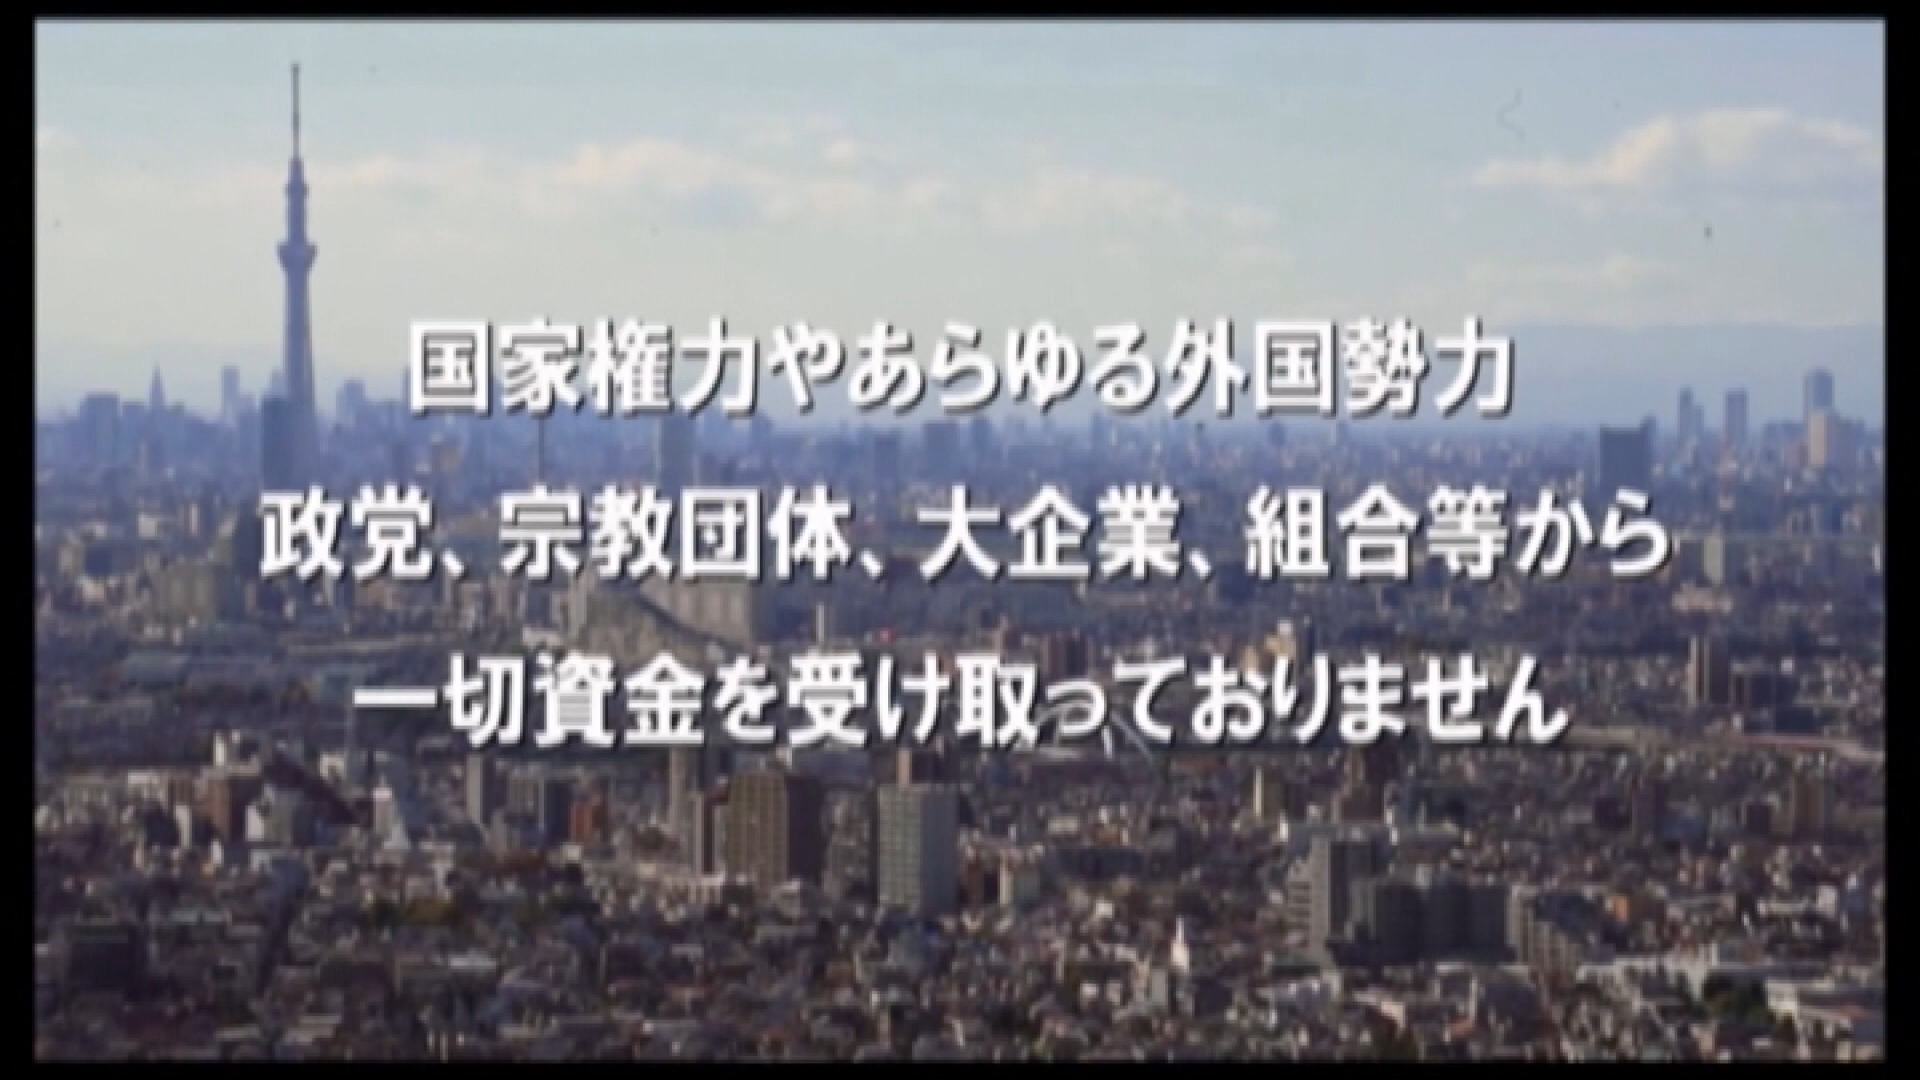 国家権力やあらゆる外国勢力
政党、宗教団体、大企業、組合等から
一切資金を受け取っておりません